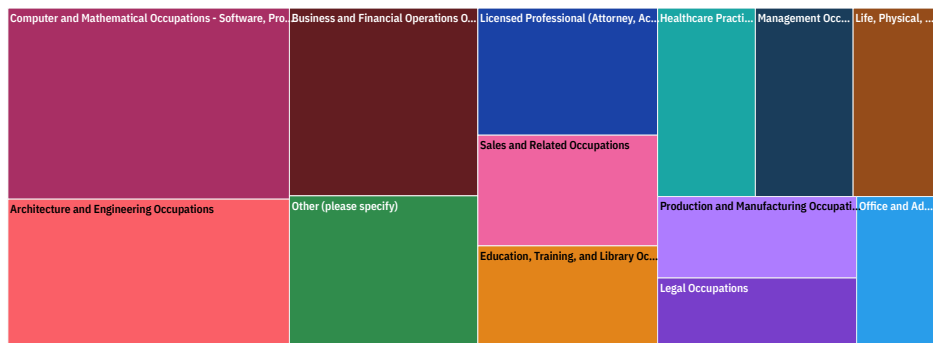 Computer and Mathematical Occupations - Software, Pro...
Business and Financial Operations O...
Licensed Professional (Attorney, Ac...
Healthcare Practi...
Management Occ...
Life, Physical, ...
Sales and Related Occupations
Architecture and Engineering Occupations
Other (please specify)
Production and Manufacturing Occupati...
Office and Ad...
Education, Training, and Library Oc...
Legal Occupations